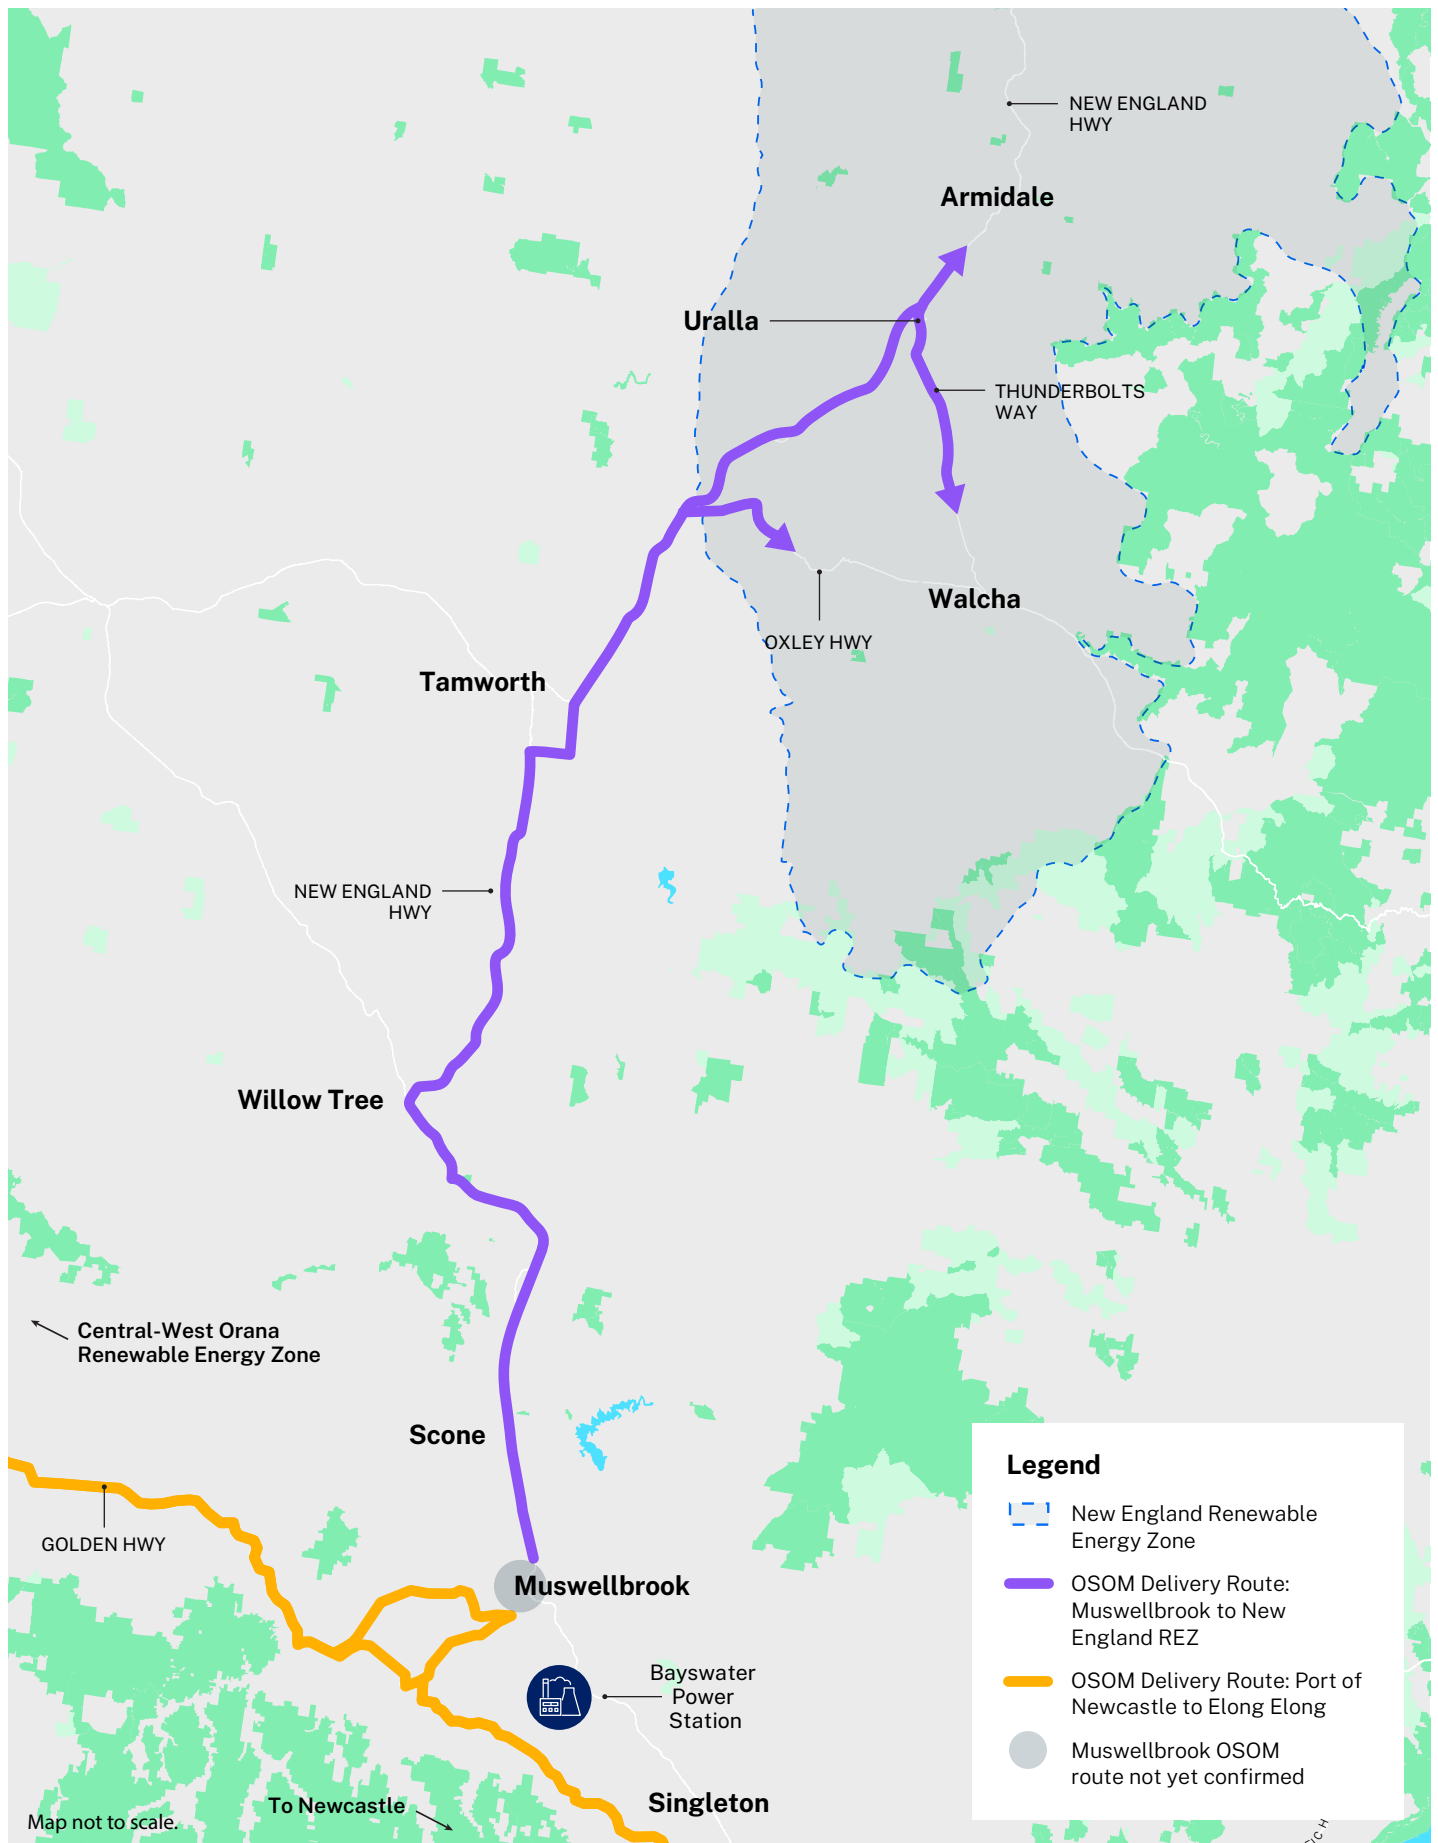 NEW ENGLAND
HWY
Armidale
Uralla
THUNDERBOLTS
WAY
Walcha
OXLEY HWY
Tamworth
NEW ENGLAND
HWY
Willow Tree
Central-West Orana
Renewable Energy Zone
Scone
GOLDEN HWY
Muswellbrook
Bayswater
Power
Station
Singleton
To Newcastle
Map not to scale.
Legend
New England Renewable
Energy Zone
OSOM Delivery Route:
Muswellbrook to New
England REZ
OSOM Delivery Route: Port of
Newcastle to Elong Elong
Muswellbrook OSOM
route not yet confirmed